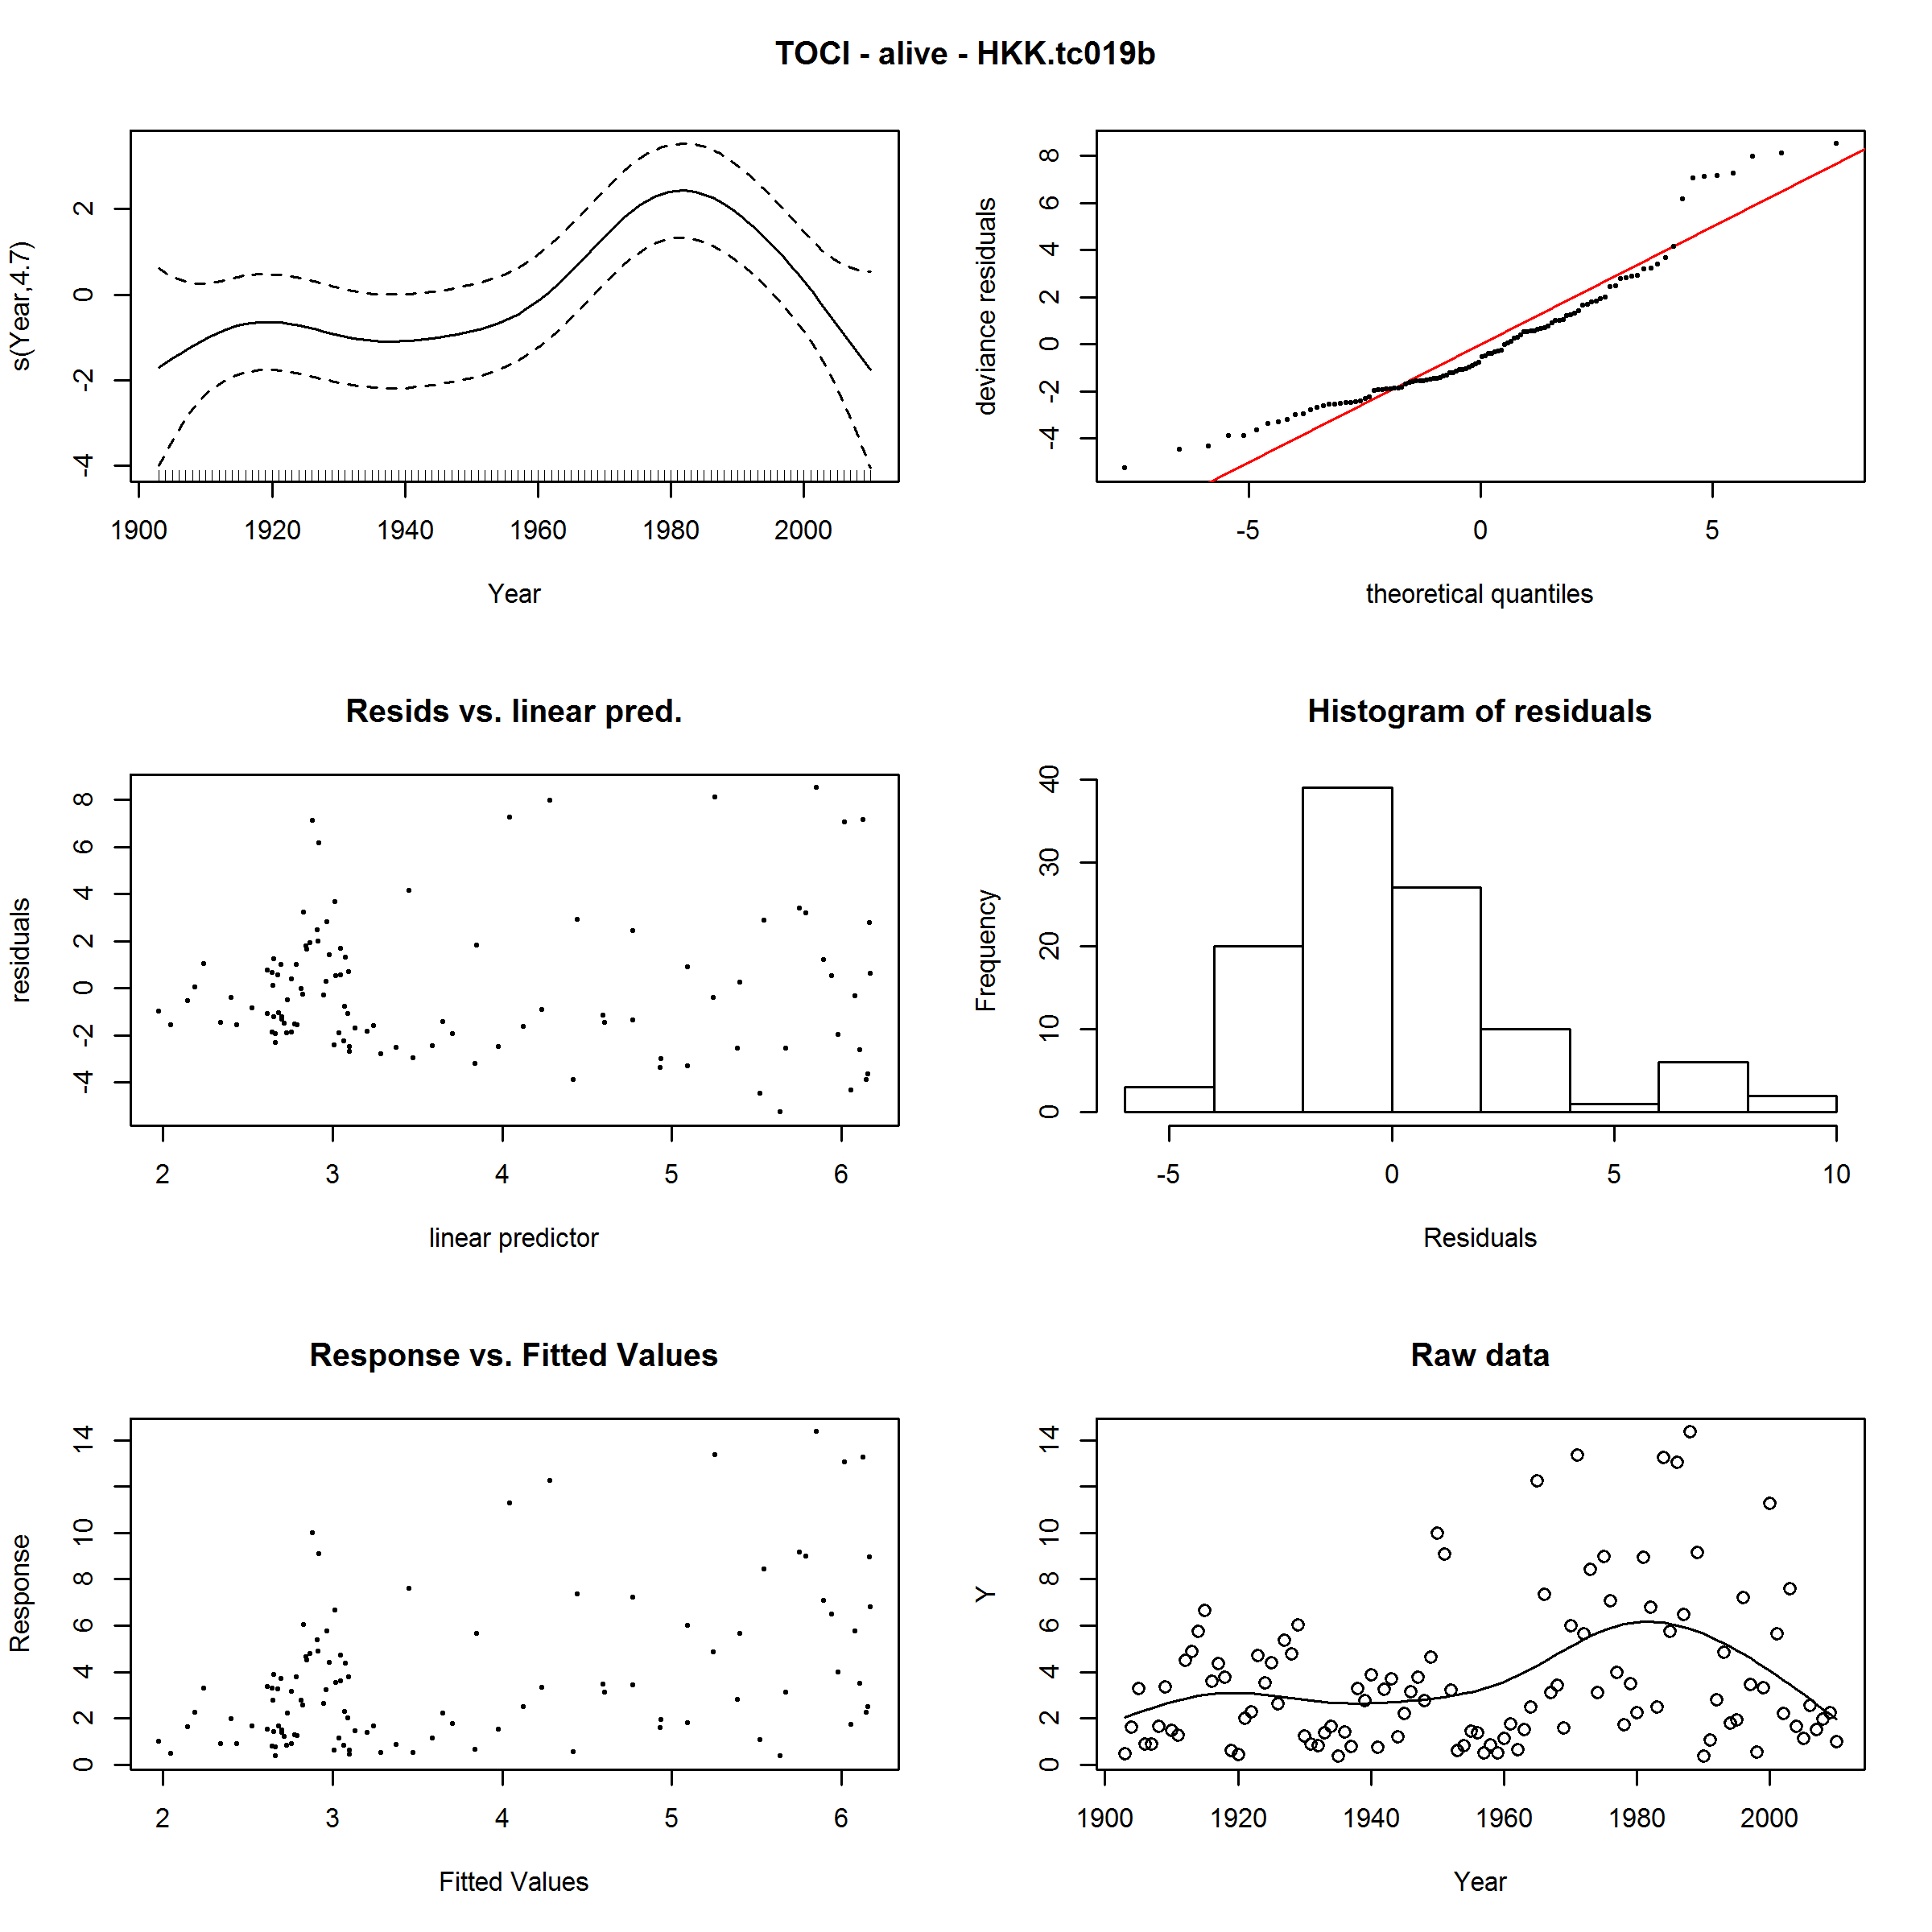 TOCI - alive - HKK.tc019b
s(Year,4.7)
2
0
-2
-4
1900 1920 1940 1960 1980 2000
Year
deviance residuals
8
6
4
2
0
-2
-4
-5 0 5
theoretical quantiles
Resids vs. linear pred.
residuals
8
6
4
2
0
-2
-4
2 3 4 5 6
linear predictor
Histogram of residuals
Frequency
40
30
20
10
0
-5 0 5 10
Residuals
Response vs. Fitted Values
Response
14
10
8
6
4
2
0
2 3 4 5 6
Fitted Values
Raw data
Y
14
10
8
6
4
2
0
1900 1920 1940 1960 1980 2000
Year